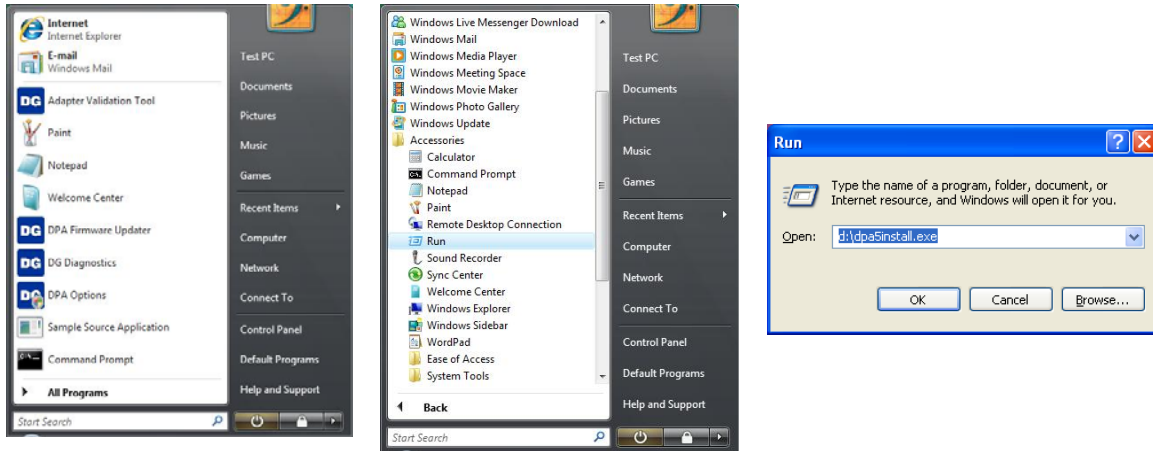 Internet
Internet Explorer
E-mail
Windows Mail
DG Adapter Validation Tool
Paint
Notepad
Welcome Center
DG DPA Firmware Updater
DG DG Diagnostics
DG DPA Options
Sample Source Application
Command Prompt
All Programs
Start Search
Test PC
Documents
Pictures
Music
Games
Recent Items
Computer
Network
Connect To
Control Panel
Default Programs
Help and Support
Windows Live Messenger Download
Windows Mail
Windows Media Player
Windows Meeting Space
Windows Movie Maker
Windows Photo Gallery
Windows Update
Accessories
Calculator
Command Prompt
Notepad
Paint
Remote Desktop Connection
Run
Sound Recorder
Sync Center
Welcome Center
Windows Explorer
Windows Sidebar
WordPad
Ease of Access
System Tools
Back
Start Search
Test PC
Documents
Pictures
Music
Games
Recent Items
Computer
Network
Connect To
Control Panel
Default Programs
Help and Support
Run
Type the name of a program, folder, document, or
Internet resource, and Windows will open it for you.
Open: d:\dpa5install.exe
OK Cancel Browse...